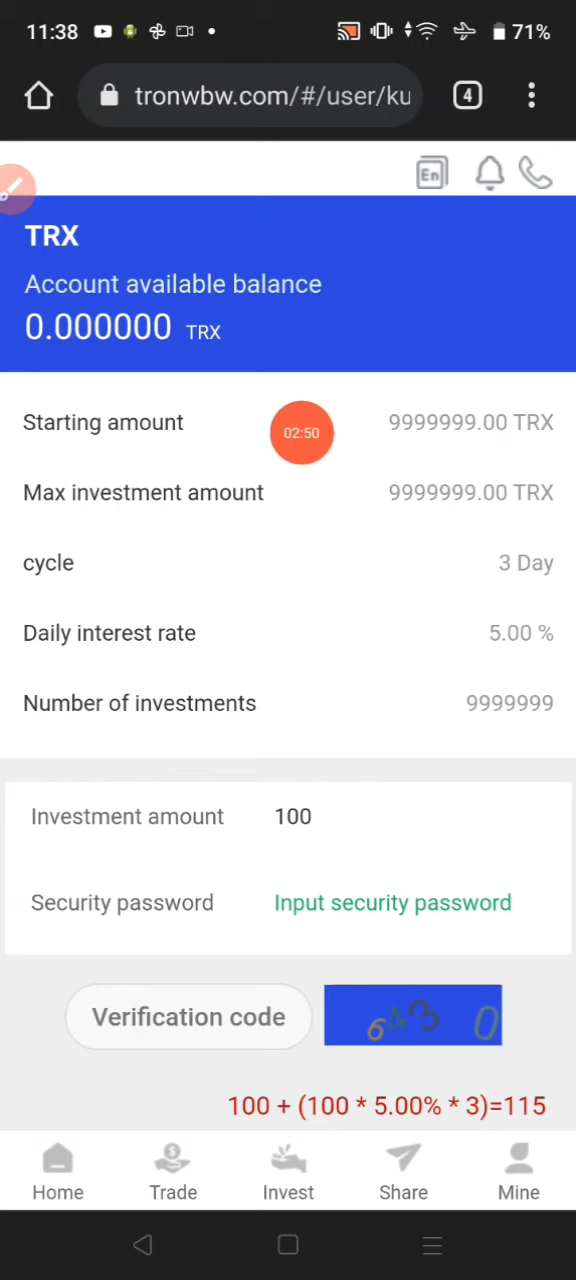 11:38
71%
tronwbw.com/#/user/ku
4
En
TRX
Account available balance
0.000000 TRX
Starting amount 9999999.00 TRX
02:50
Max investment amount 9999999.00 TRX
cycle 3 Day
Daily interest rate 5.00 %
Number of investments 9999999
Investment amount 100
Security password Input security password
Verification code 6430
100 + (100 * 5.00% * 3)=115
Home Trade Invest Share Mine